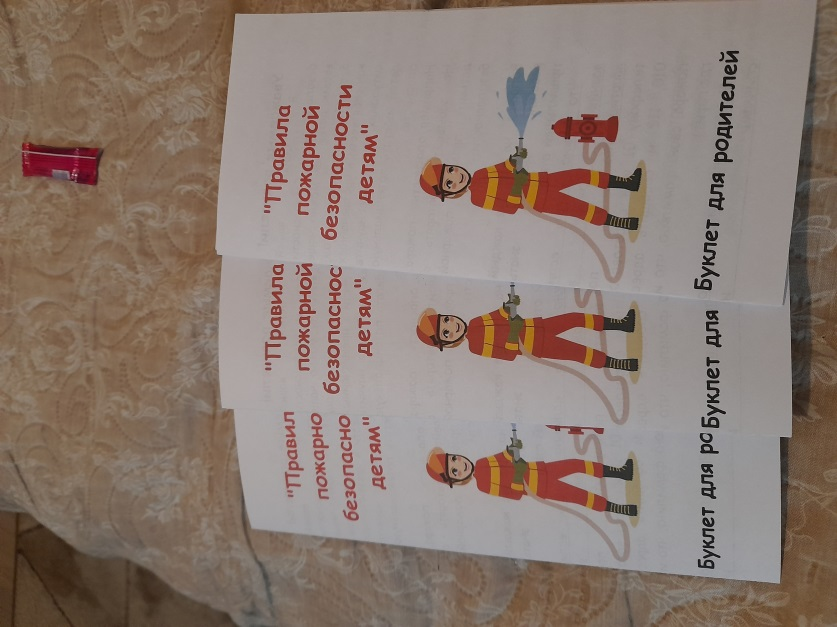 "Правила
пожарной
безопасности
детям"
Буклет для родителей
"Правила
пожарной
безопасност
детям"
Буклет для
"Правил
пожарно
безопасно
детям"
Буклет для ро